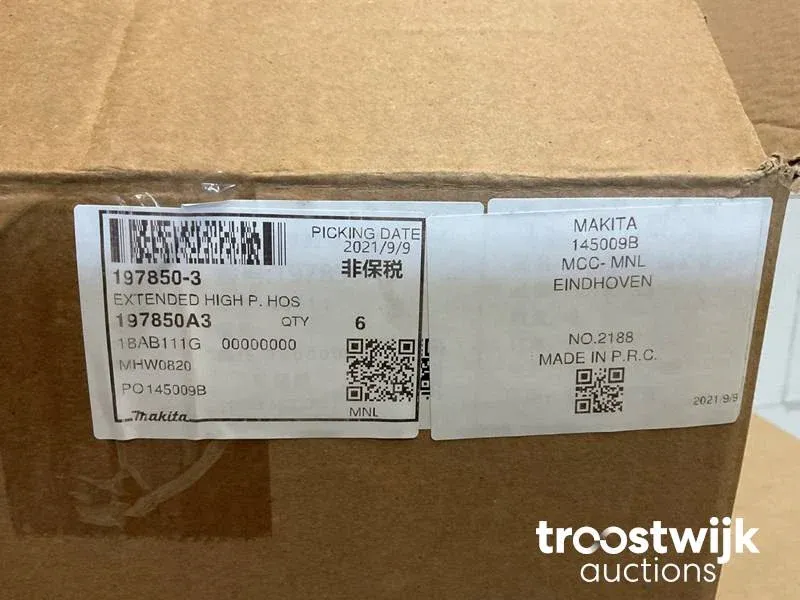 PICKING DATE
2021/9/9
197850-3
非保税
EXTENDED HIGH P. HOS
197850A3 QTY 6
18AB111G 00000000
MHW0820
PO145009B
Makita MNL
MAKITA
145009B
MCC- MNL
EINDHOVEN
NO.2188
MADE IN P.R.C.
2021/9/9
troostwijk
auctions